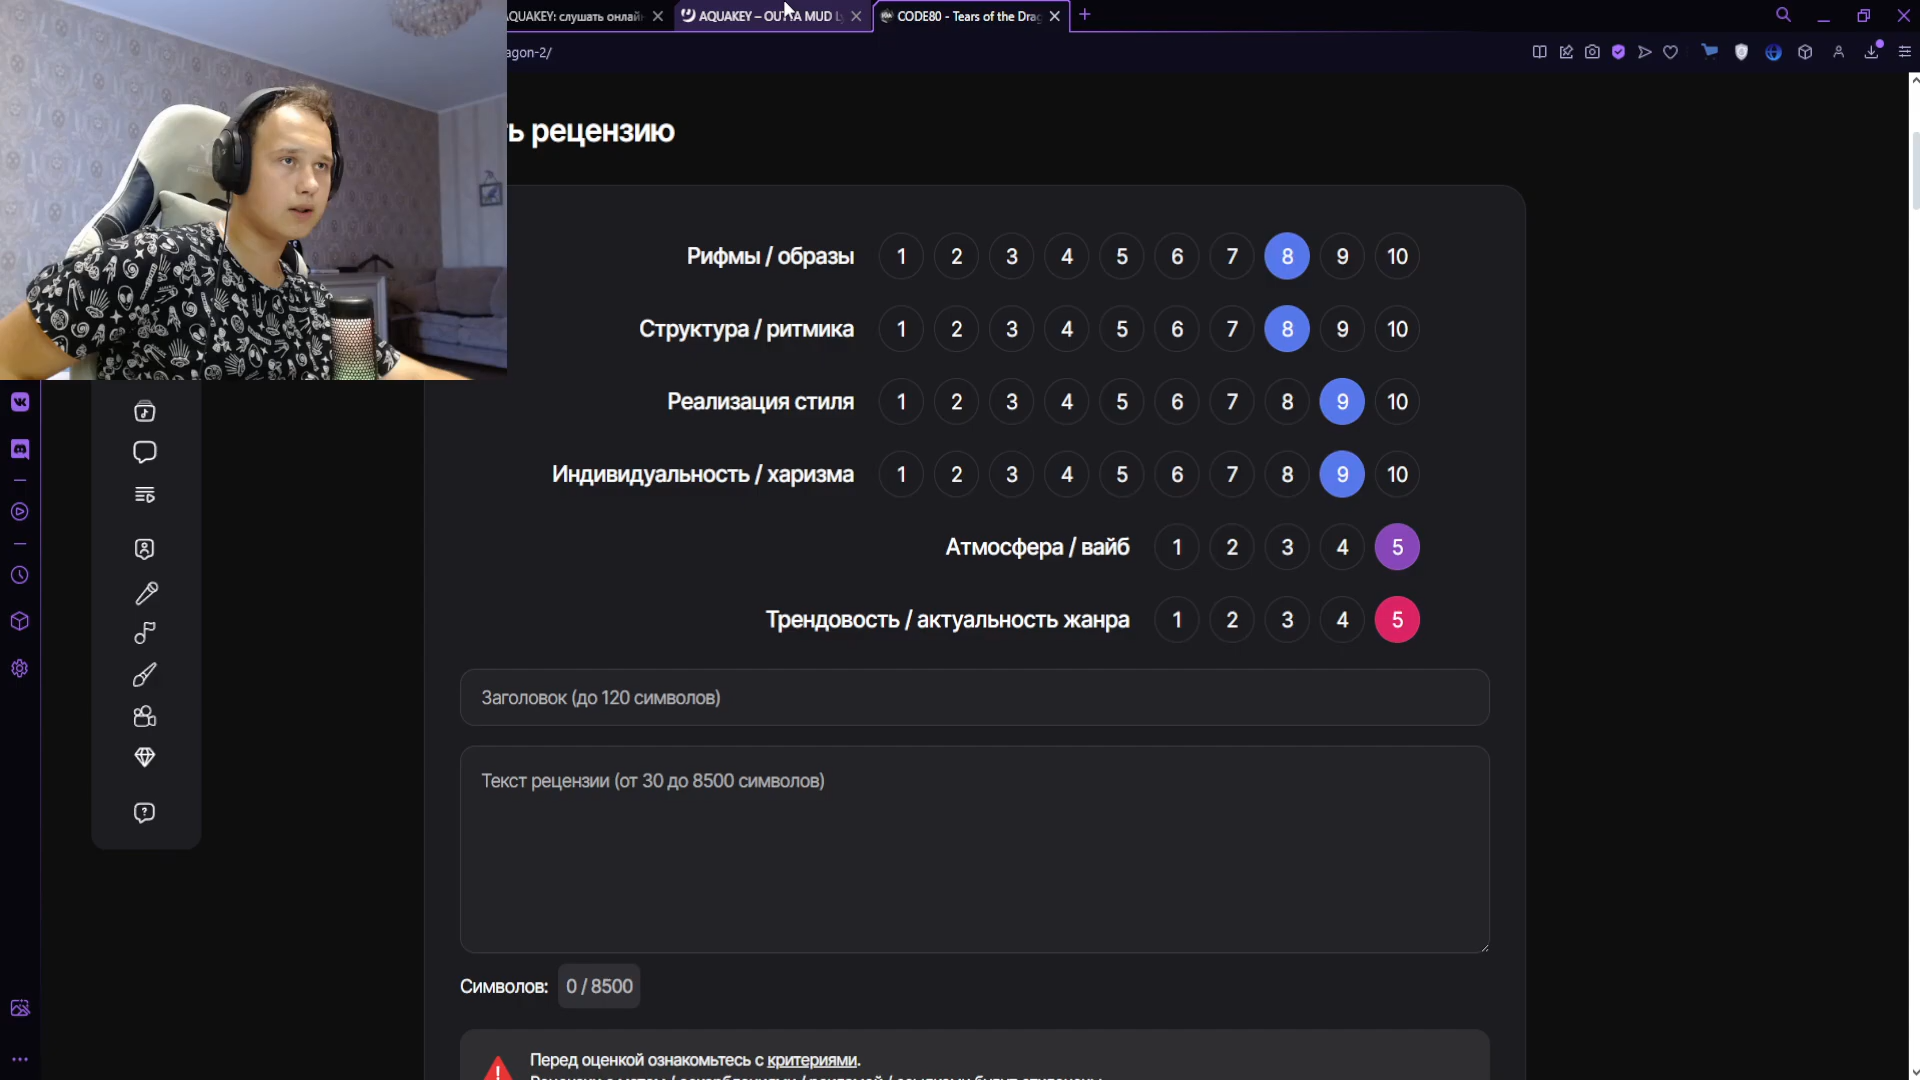 AQUAKEY: слушать онлай
AQUAKEY – OUTTA MUD L
CODE80 - Tears of the Drag
agon-2/
ь рецензию
Рифмы / образы 1 2 3 4 5 6 7 8 9 10
Структура / ритмика 1 2 3 4 5 6 7 8 9 10
Реализация стиля 1 2 3 4 5 6 7 8 9 10
Индивидуальность / харизма 1 2 3 4 5 6 7 8 9 10
Атмосфера / вайб 1 2 3 4 5
Трендовость / актуальность жанра 1 2 3 4 5
Заголовок (до 120 символов)
Текст рецензии (от 30 до 8500 символов)
Символов: 0 / 8500
Перед оценкой ознакомьтесь с критериями.